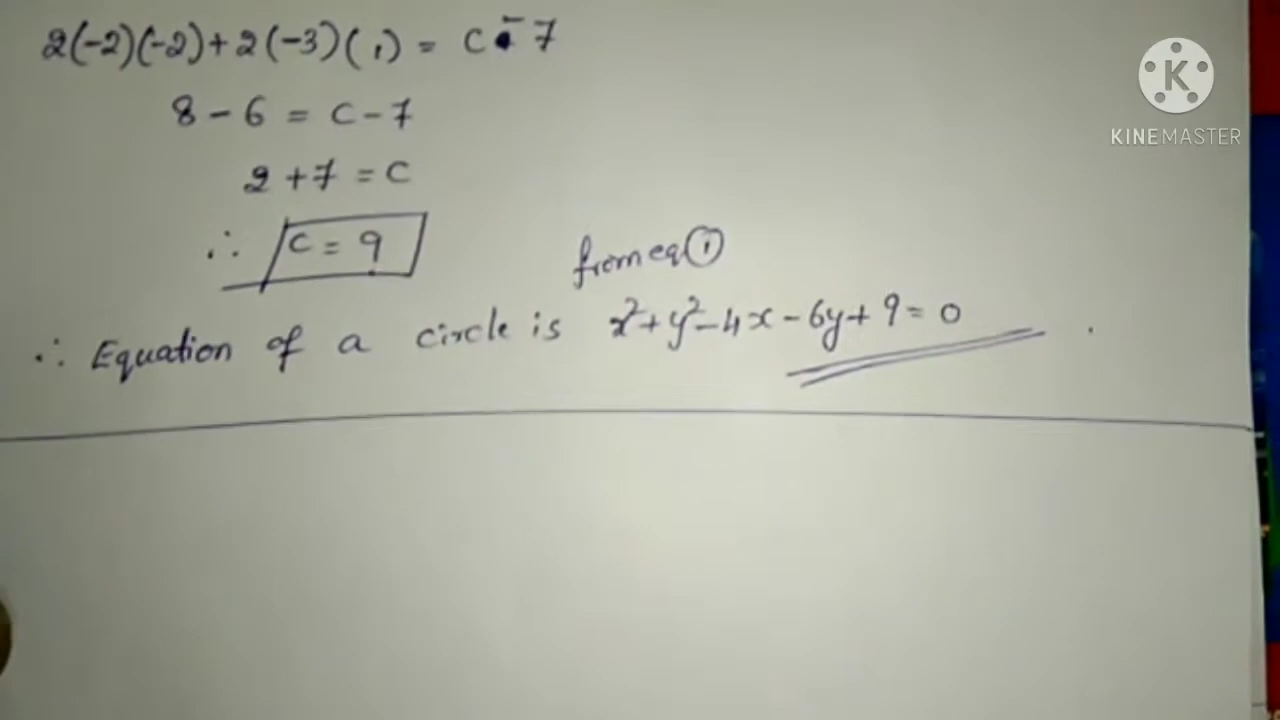 2(-2)(-2)+2(-3)(1) = C - 7
8 - 6 = C - 7
2 + 7 = C
∴ C = 9
from eq ①
∴ Equation of a circle is x²+y²-4x-6y+9=0
KINEMASTER